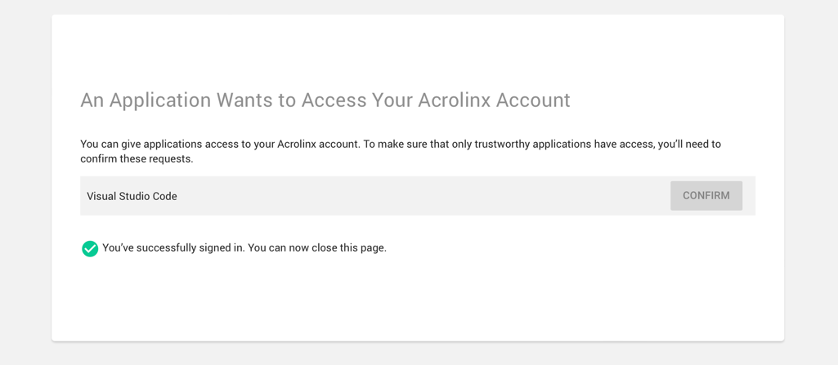 An Application Wants to Access Your Acrolinx Account
You can give applications access to your Acrolinx account. To make sure that only trustworthy applications have access, you'll need to
confirm these requests.
Visual Studio Code
CONFIRM
You've successfully signed in. You can now close this page.